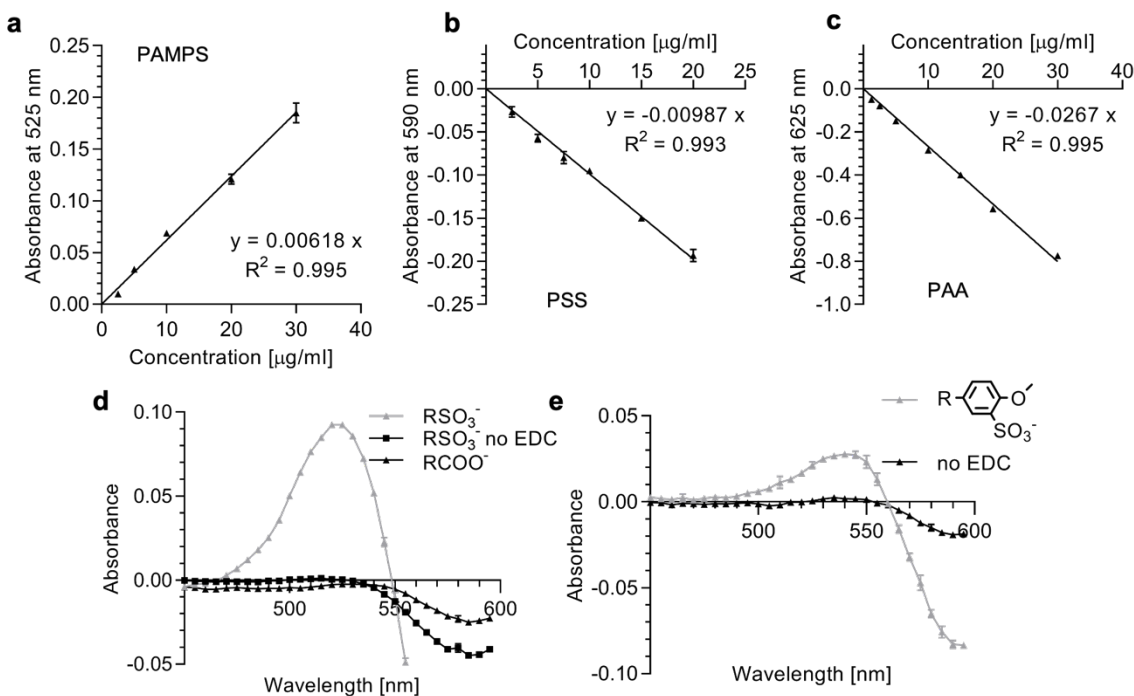 a
PAMPS
0.25
0.20
0.15
0.10
0.05
0.00
0 10 20 30 40
Absorbance at 525 nm
Concentration [µg/ml]
y = 0.00618 x
R² = 0.995
b
Concentration [µg/ml]
5 10 15 20 25
0.00
-0.05
-0.10
-0.15
-0.20
-0.25
Absorbance at 590 nm
y = -0.00987 x
R² = 0.993
PSS
c
Concentration [µg/ml]
10 20 30 40
0.0
-0.2
-0.4
-0.6
-0.8
-1.0
Absorbance at 625 nm
y = -0.0267 x
R² = 0.995
PAA
d
0.10
0.05
0.00
-0.05
500 550 600
Absorbance
Wavelength [nm]
RSO₃⁻
RSO₃⁻ no EDC
RCOO⁻
e
0.05
0.00
-0.05
-0.10
500 550 600
Absorbance
Wavelength [nm]
R O
SO₃⁻
no EDC